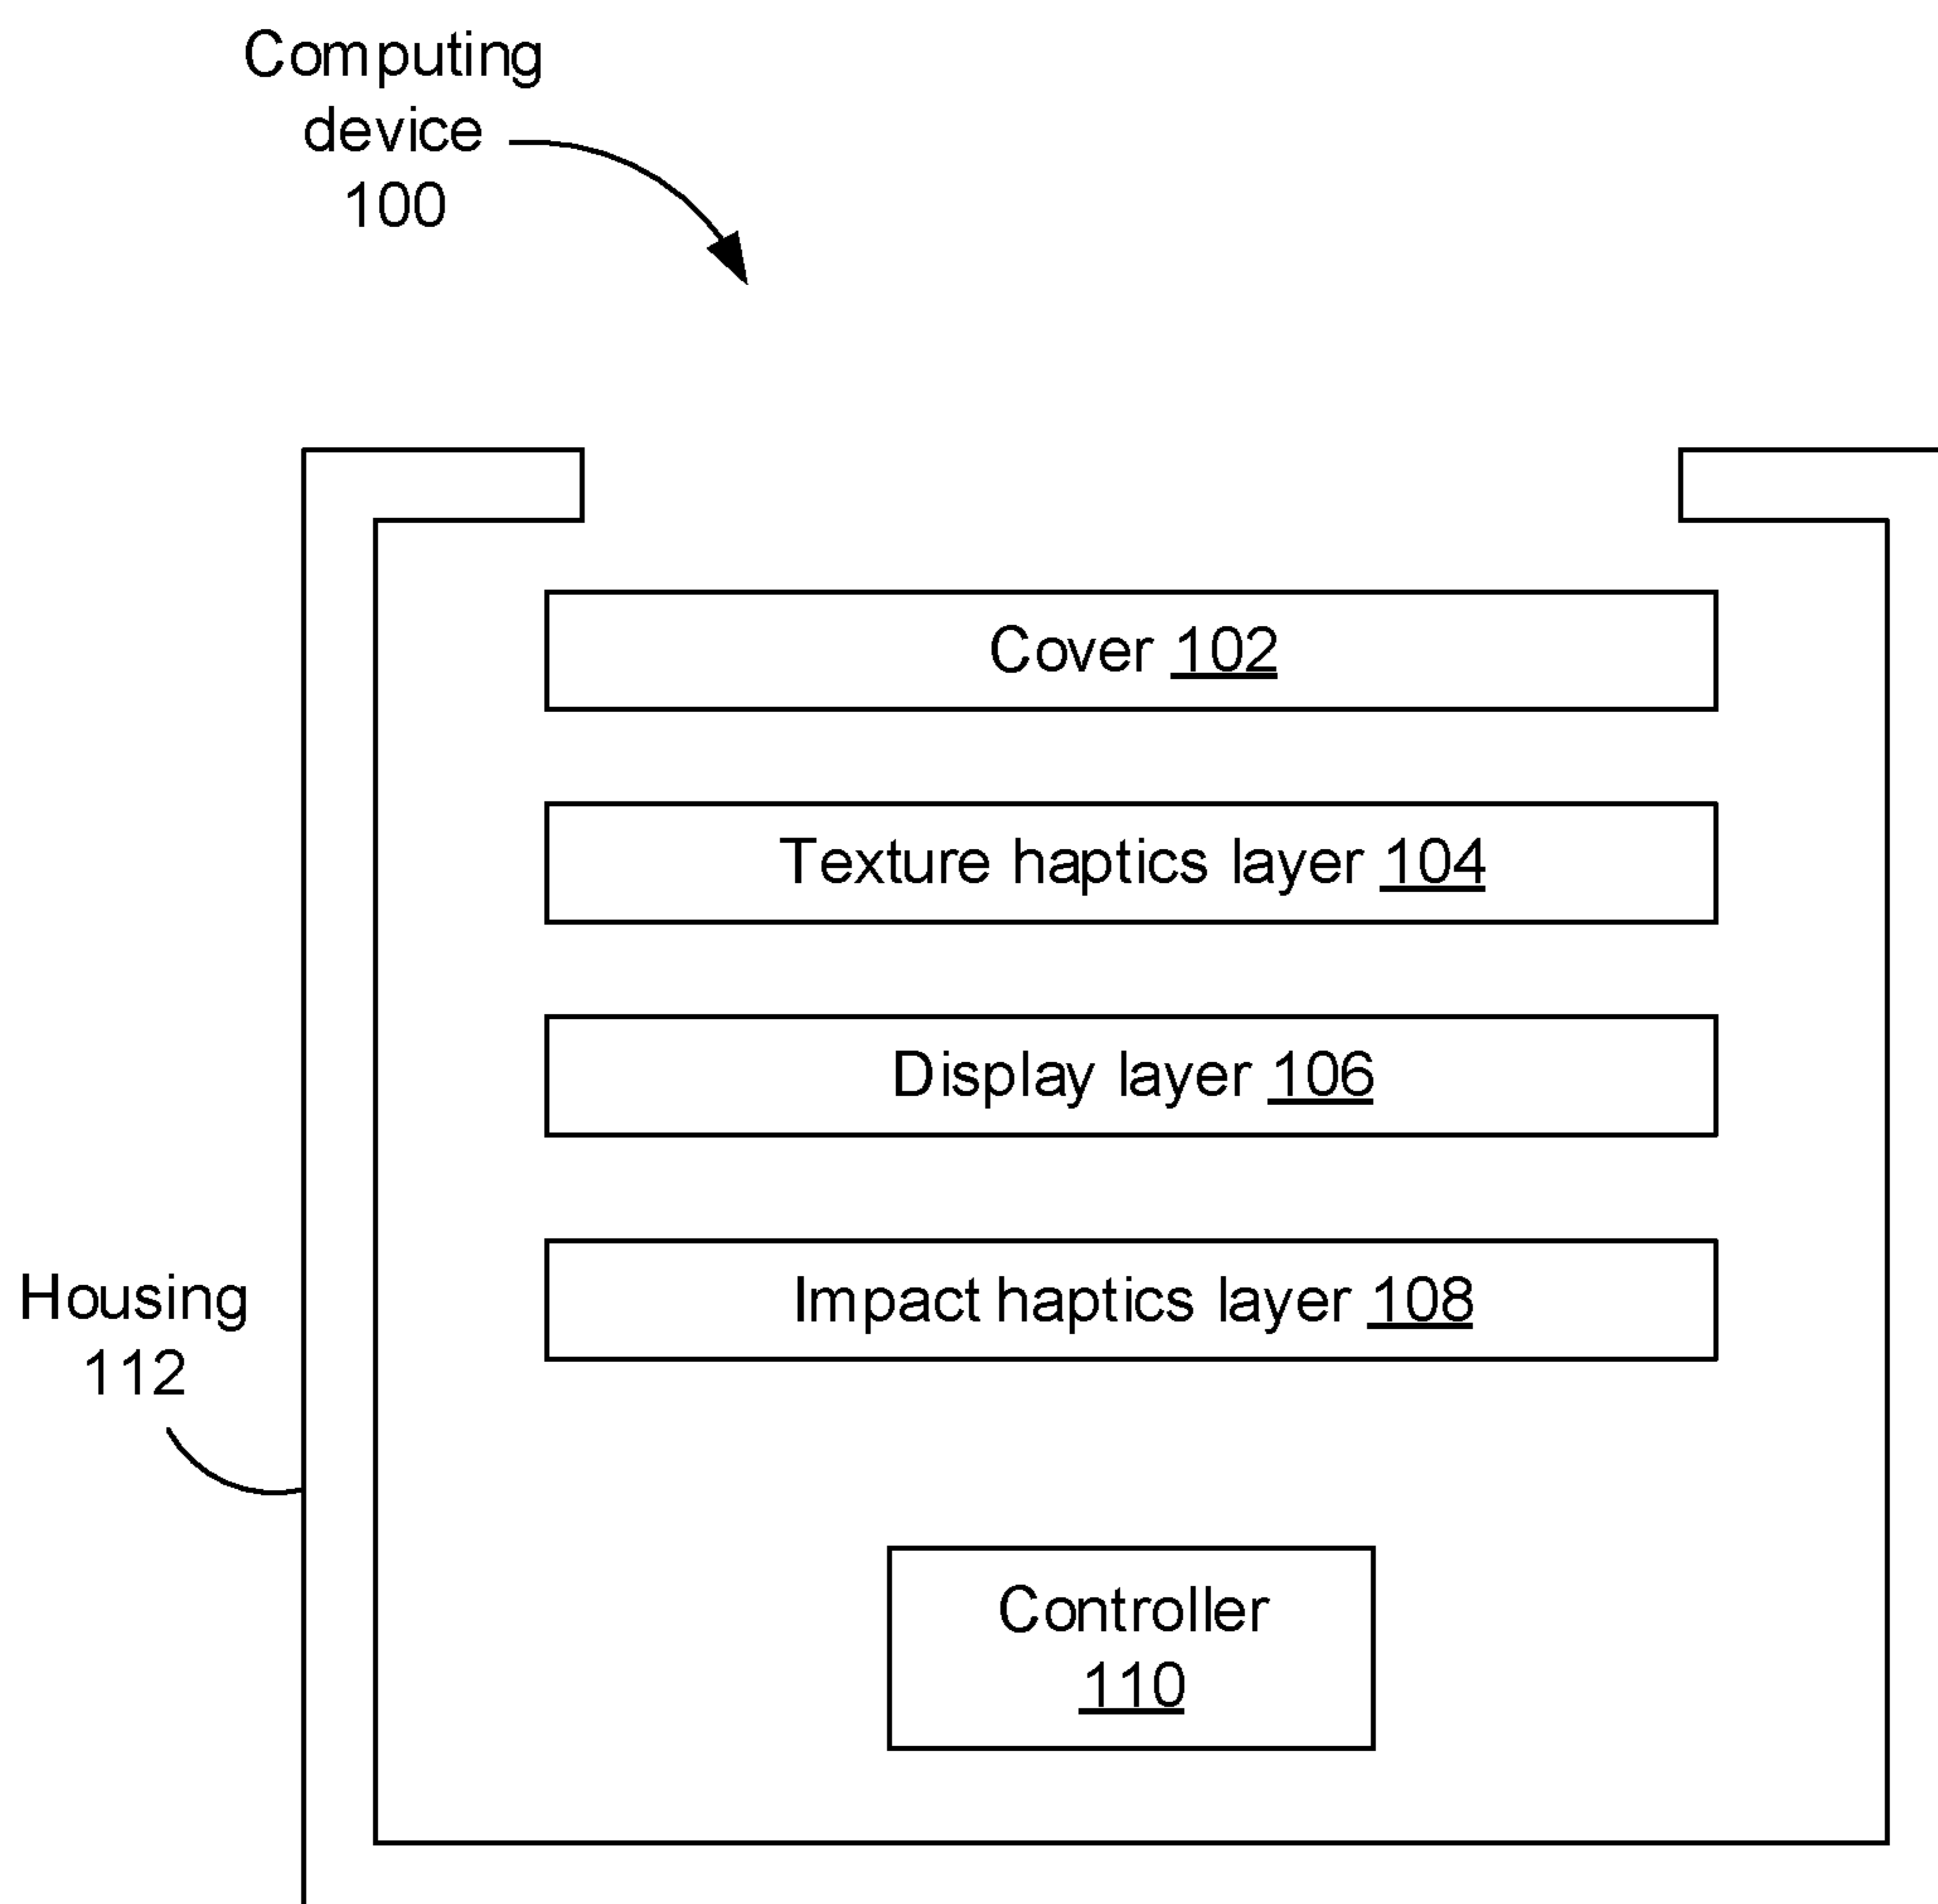 Computing
device
100
Cover 102
Texture haptics layer 104
Display layer 106
Impact haptics layer 108
Housing
112
Controller
110